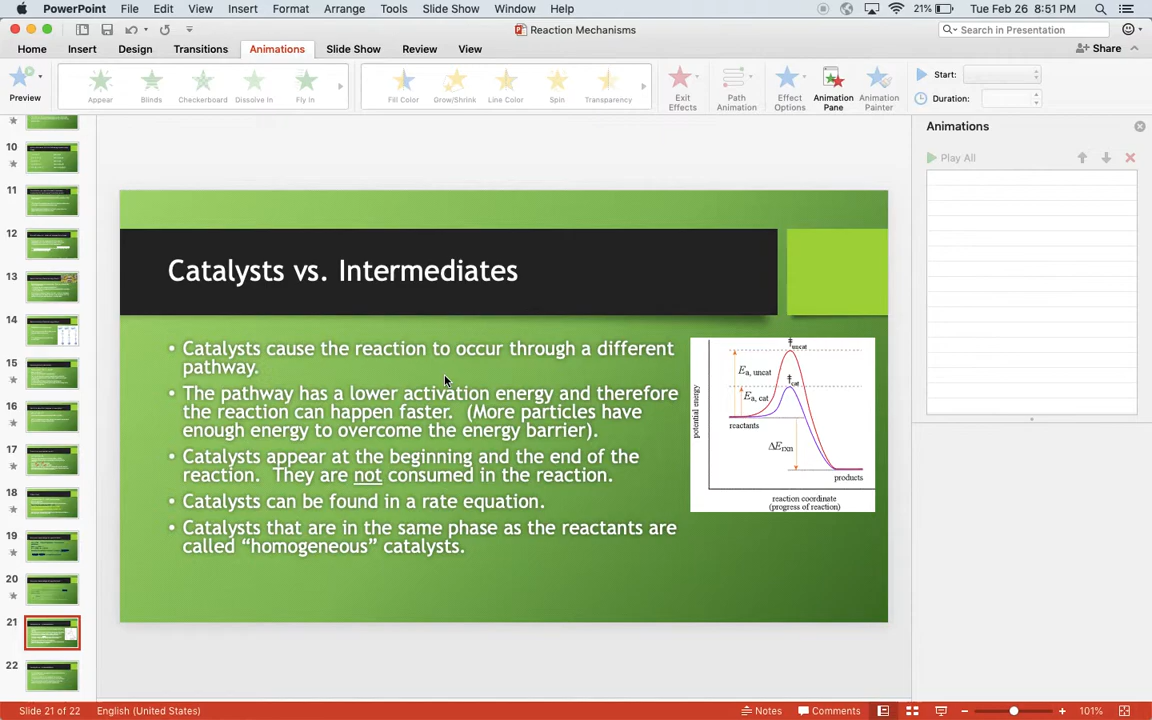 PowerPoint File Edit View Insert Format Arrange Tools Slide Show Window Help 21% Tue Feb 26 8:51 PM
Reaction Mechanisms
Search in Presentation
Home Insert Design Transitions Animations Slide Show Review View Share
Preview
Appear Blinds Checkerboard Dissolve In Fly In
Fill Color Grow/Shrink Line Color Spin Transparency
Exit Effects
Path Animation
Effect Options
Animation Pane
Animation Painter
Start:
Duration:
10
11
12
13
14
15
16
17
18
19
20
21
22
Catalysts vs. Intermediates
• Catalysts cause the reaction to occur through a different
pathway.
• The pathway has a lower activation energy and therefore
the reaction can happen faster. (More particles have
enough energy to overcome the energy barrier).
• Catalysts appear at the beginning and the end of the
reaction. They are not consumed in the reaction.
• Catalysts can be found in a rate equation.
• Catalysts that are in the same phase as the reactants are
called “homogeneous” catalysts.
‡uncat
Ea, uncat
‡cat
Ea, cat
reactants
ΔErxn
products
potential energy
reaction coordinate
(progress of reaction)
Animations
Play All
Slide 21 of 22 English (United States) Notes Comments 101%